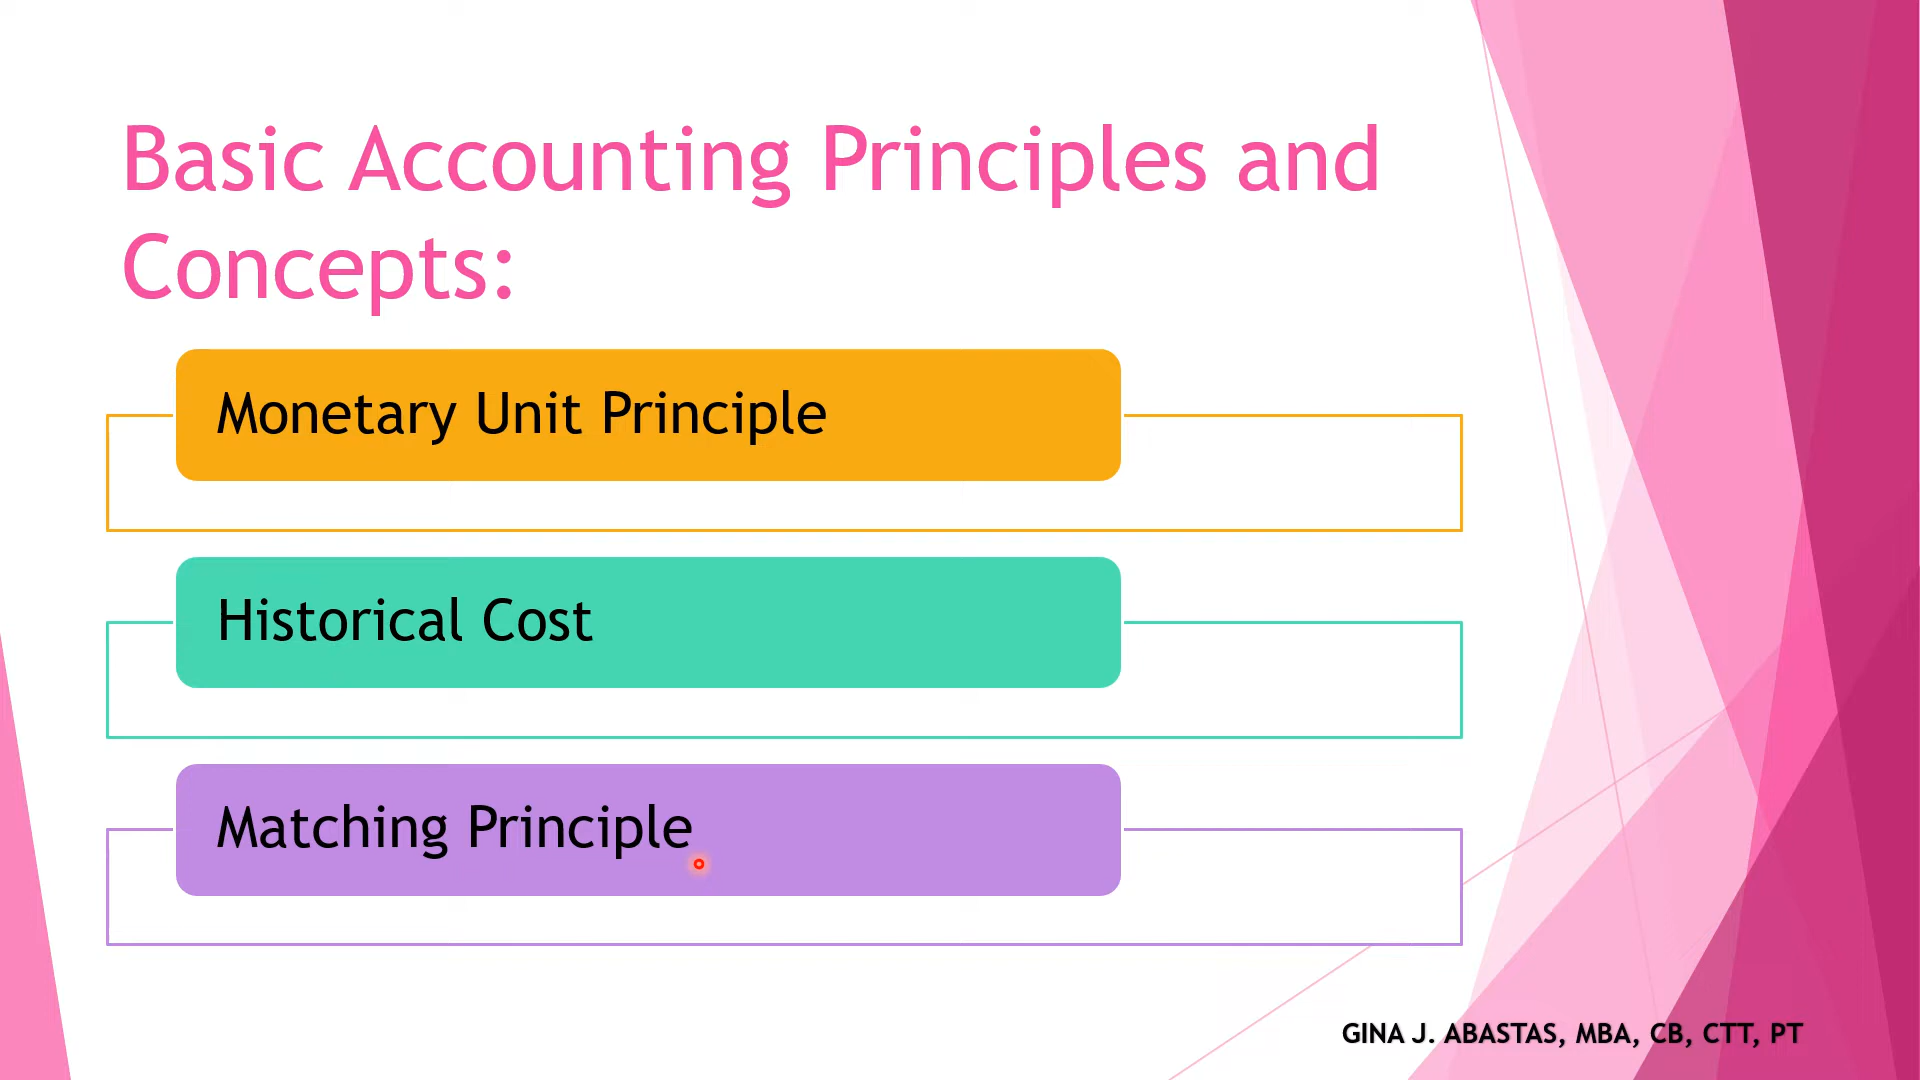 Basic Accounting Principles and
Concepts:
Monetary Unit Principle
Historical Cost
Matching Principle
GINA J. ABASTAS, MBA, CB, CTT, PT